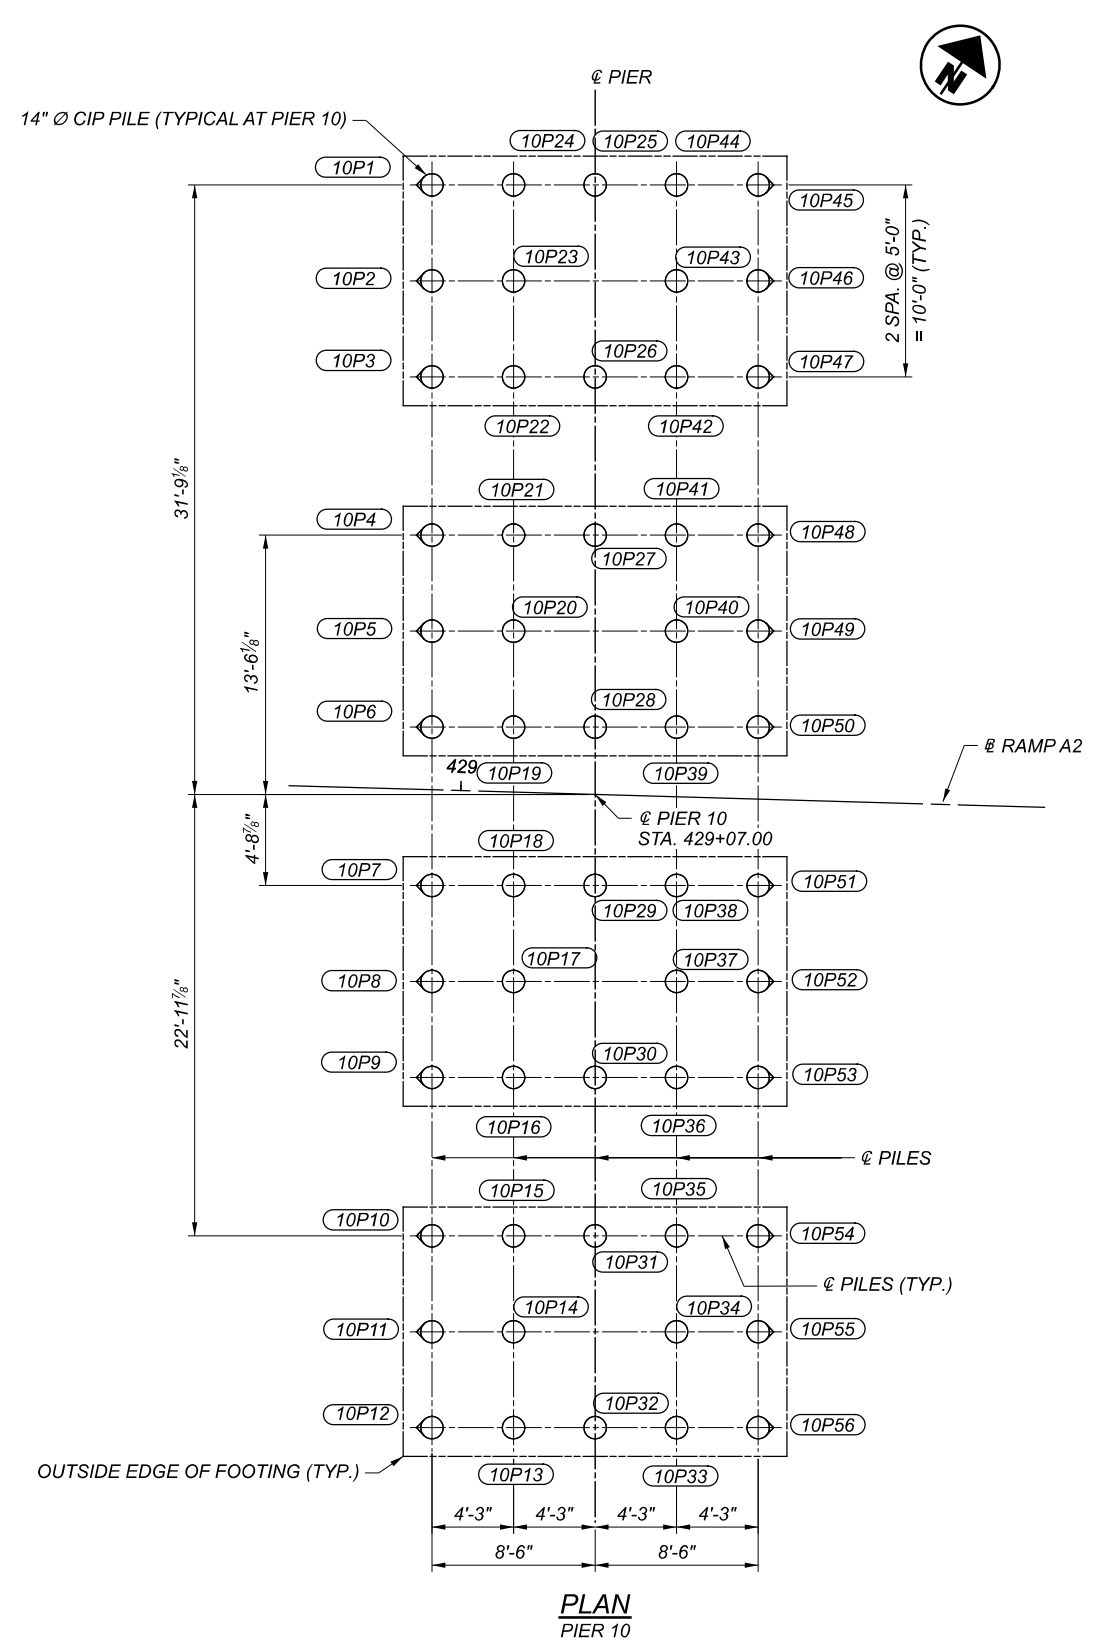 N
℄ PIER
14" Ø CIP PILE (TYPICAL AT PIER 10)
10P24 10P25 10P44
10P1
10P45
10P23 10P43
10P2 10P46
2 SPA. @ 5'-0"
= 10'-0" (TYP.)
10P26
10P3 10P47
10P22 10P42
31'-9⅛"
10P21 10P41
10P4 10P48
10P27
10P20 10P40
10P5 10P49
13'-6⅛"
10P28
10P6 10P50
℔ RAMP A2
429
10P19 10P39
℄ PIER 10
STA. 429+07.00
4'-8⅞"
10P18
10P7 10P51
10P29 10P38
10P17 10P37
10P8 10P52
22'-11⅞"
10P30
10P9 10P53
10P16 10P36
℄ PILES
10P15 10P35
10P10 10P54
10P31
℄ PILES (TYP.)
10P14 10P34
10P11 10P55
10P32
10P12 10P56
OUTSIDE EDGE OF FOOTING (TYP.)
10P13 10P33
4'-3" 4'-3" 4'-3" 4'-3"
8'-6" 8'-6"
PLAN
PIER 10